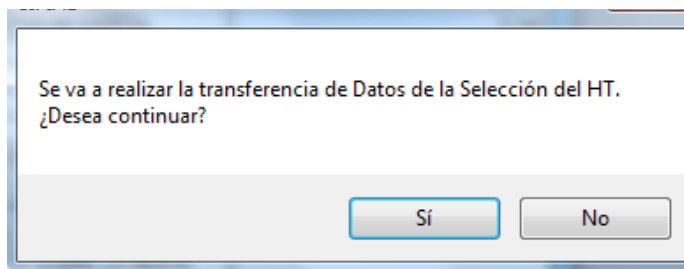 Se va a realizar la transferencia de Datos de la Selección del HT.
¿Desea continuar?
Sí
No